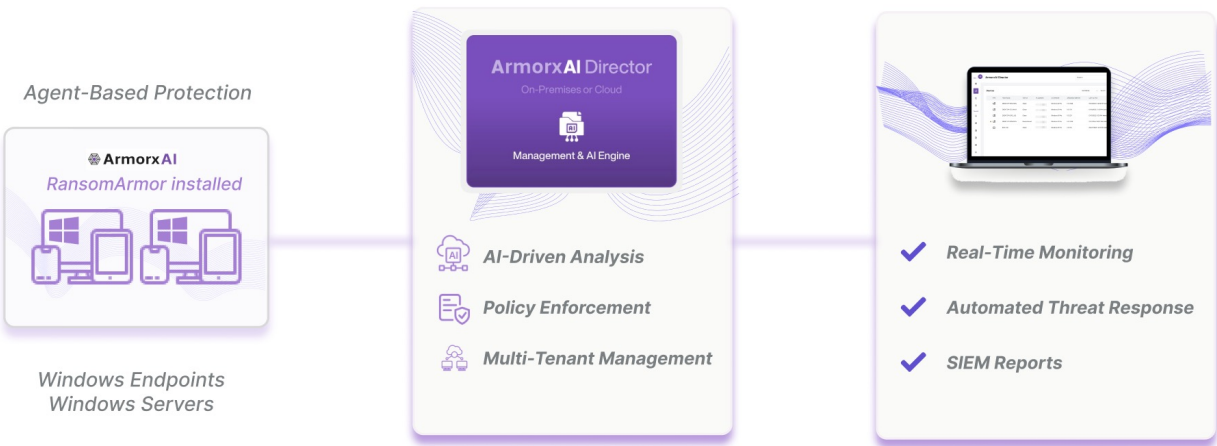 Agent-Based Protection
ArmorxAI
RansomArmor installed
Windows Endpoints
Windows Servers
ArmorxAI Director
On-Premises or Cloud
AI
Management & AI Engine
AI
AI-Driven Analysis
Policy Enforcement
Multi-Tenant Management
Real-Time Monitoring
Automated Threat Response
SIEM Reports